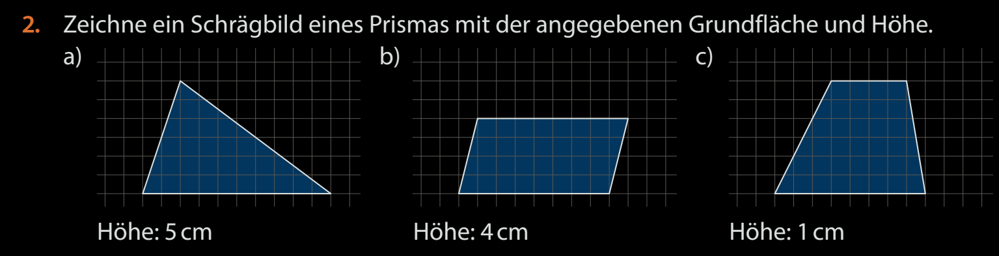 2. Zeichne ein Schrägbild eines Prismas mit der angegebenen Grundfläche und Höhe.
a) b) c)
Höhe: 5 cm Höhe: 4 cm Höhe: 1 cm